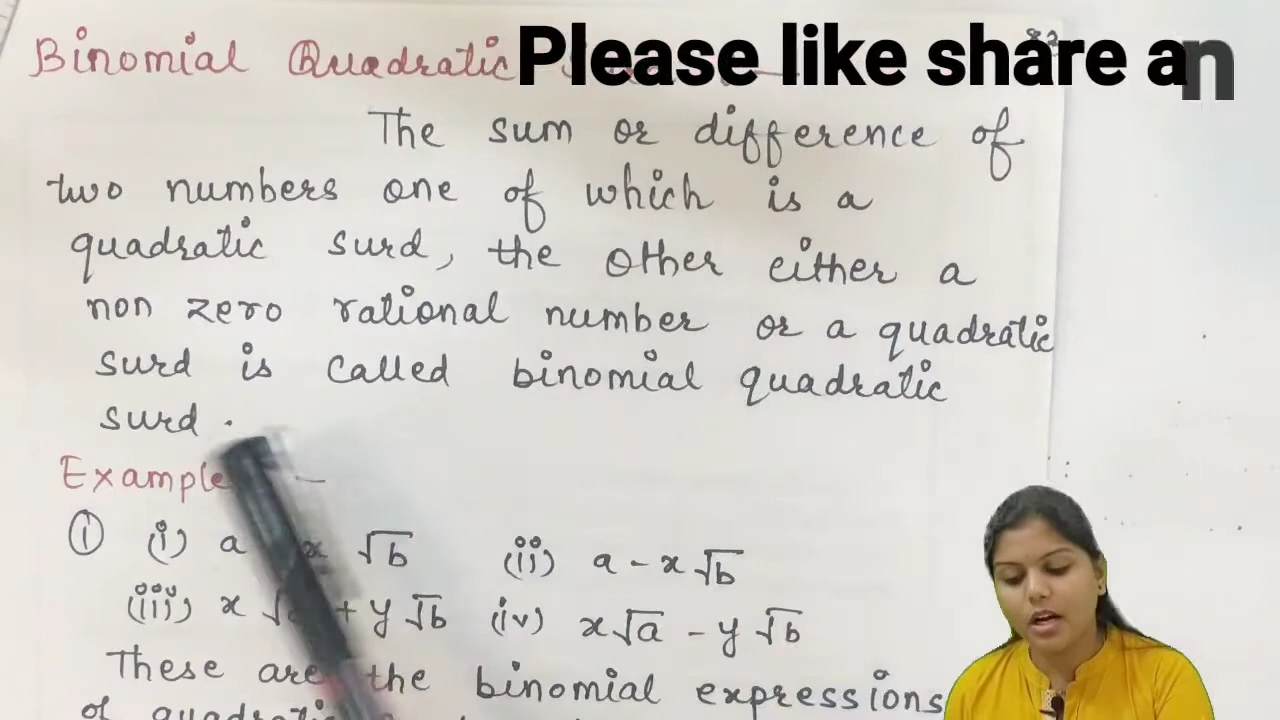 Binomial Quadratic
Please like share an
The sum or difference of
two numbers one of which is a
quadratic surd, the other either a
non zero rational number or a quadratic
surd is called binomial quadratic
surd.
Example –
① (i) a x √b (ii) a - x√b
(iii) x + y √b (iv) x√a - y √b
These are the binomial expressions
of